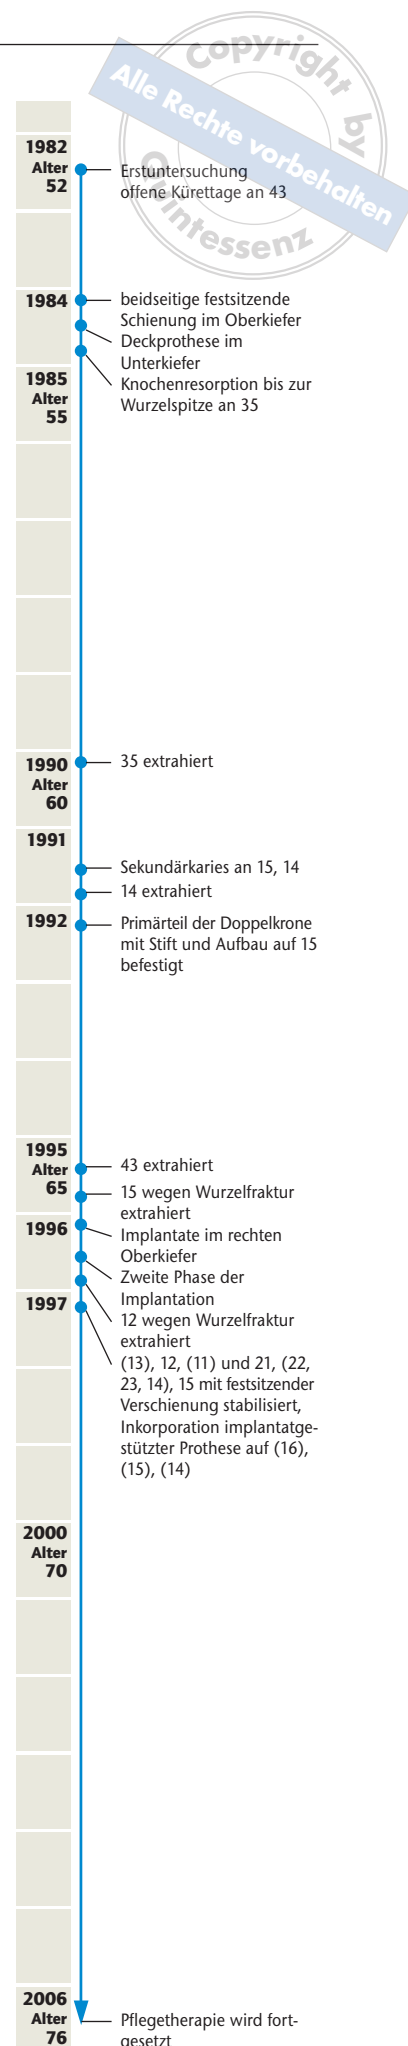 Copyright by
Alle Rechte vorbehalten
Quintessenz
1982
Alter
52
Erstuntersuchung
offene Kürettage an 43
1984
beidseitige festsitzende
Schienung im Oberkiefer
Deckprothese im
Unterkiefer
1985
Alter
55
Knochenresorption bis zur
Wurzelspitze an 35
1990
Alter
60
35 extrahiert
1991
Sekundärkaries an 15, 14
14 extrahiert
1992
Primärteil der Doppelkrone
mit Stift und Aufbau auf 15
befestigt
1995
Alter
65
43 extrahiert
15 wegen Wurzelfraktur
extrahiert
1996
Implantate im rechten
Oberkiefer
Zweite Phase der
Implantation
1997
12 wegen Wurzelfraktur
extrahiert
(13), 12, (11) und 21, (22,
23, 14), 15 mit festsitzender
Verschienung stabilisiert,
Inkorporation implantatge-
stützter Prothese auf (16),
(15), (14)
2000
Alter
70
2006
Alter
76
Pflegetherapie wird fort-
gesetzt